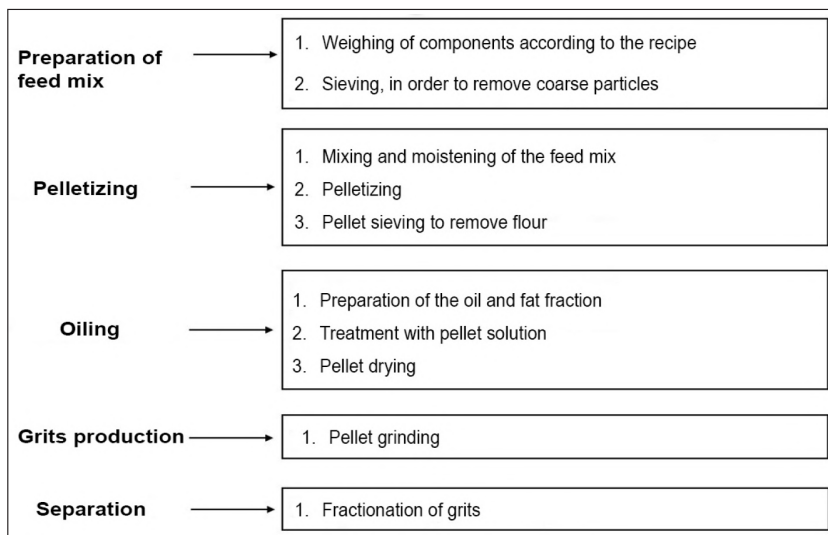 Preparation of
feed mix
1. Weighing of components according to the recipe
2. Sieving, in order to remove coarse particles
Pelletizing
1. Mixing and moistening of the feed mix
2. Pelletizing
3. Pellet sieving to remove flour
Oiling
1. Preparation of the oil and fat fraction
2. Treatment with pellet solution
3. Pellet drying
Grits production
1. Pellet grinding
Separation
1. Fractionation of grits